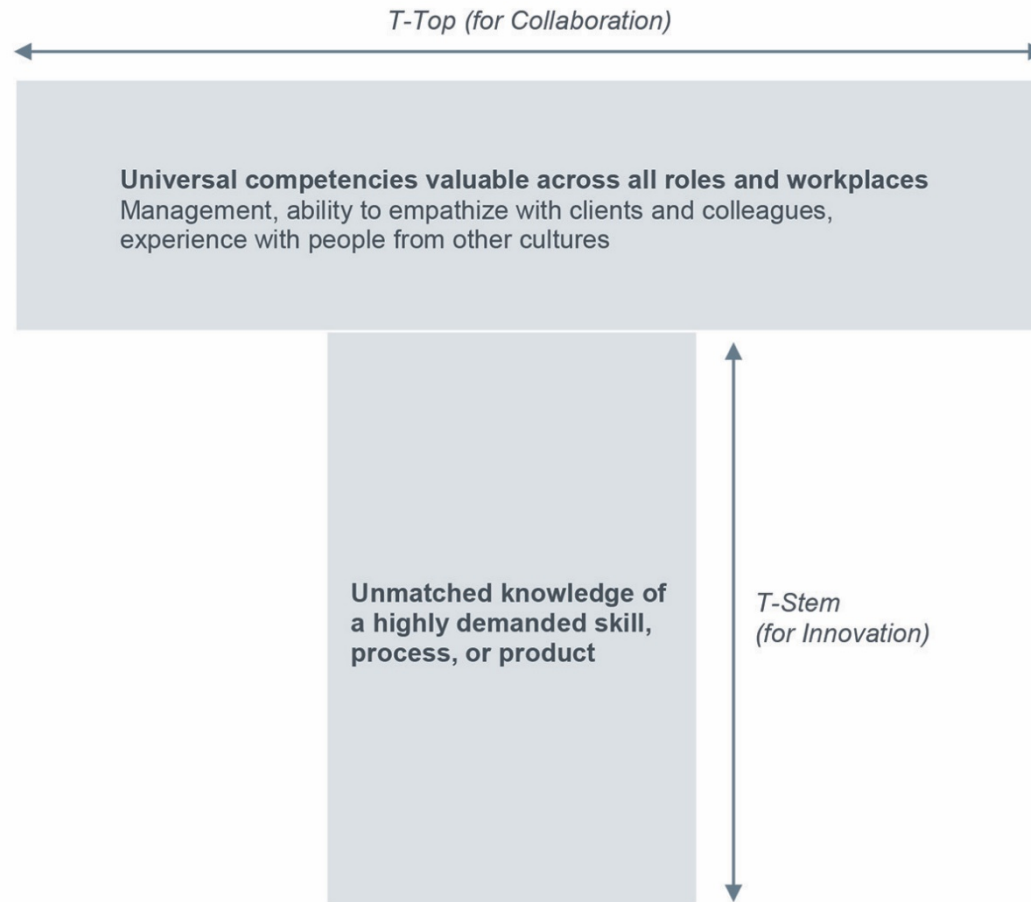 T-Top (for Collaboration)
Universal competencies valuable across all roles and workplaces
Management, ability to empathize with clients and colleagues,
experience with people from other cultures
Unmatched knowledge of
a highly demanded skill,
process, or product
T-Stem
(for Innovation)